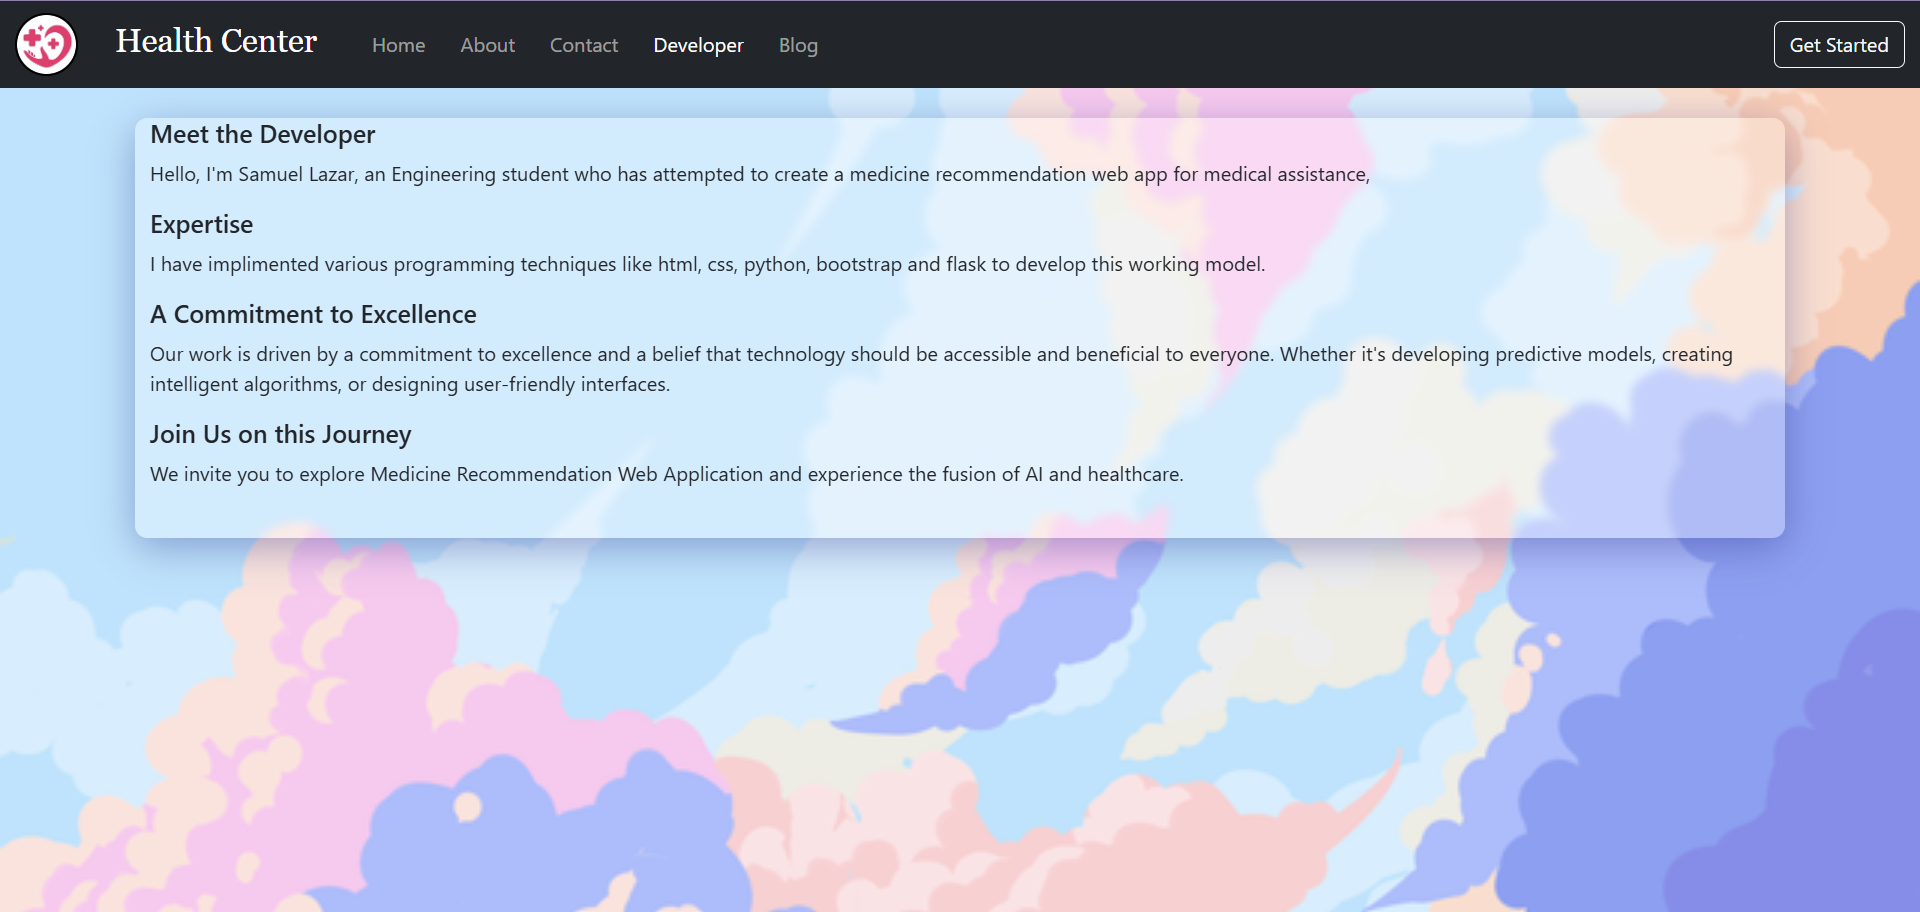 Health Center
Home
About
Contact
Developer
Blog
Get Started
Meet the Developer
Hello, I'm Samuel Lazar, an Engineering student who has attempted to create a medicine recommendation web app for medical assistance,
Expertise
I have implimented various programming techniques like html, css, python, bootstrap and flask to develop this working model.
A Commitment to Excellence
Our work is driven by a commitment to excellence and a belief that technology should be accessible and beneficial to everyone. Whether it's developing predictive models, creating
intelligent algorithms, or designing user-friendly interfaces.
Join Us on this Journey
We invite you to explore Medicine Recommendation Web Application and experience the fusion of AI and healthcare.